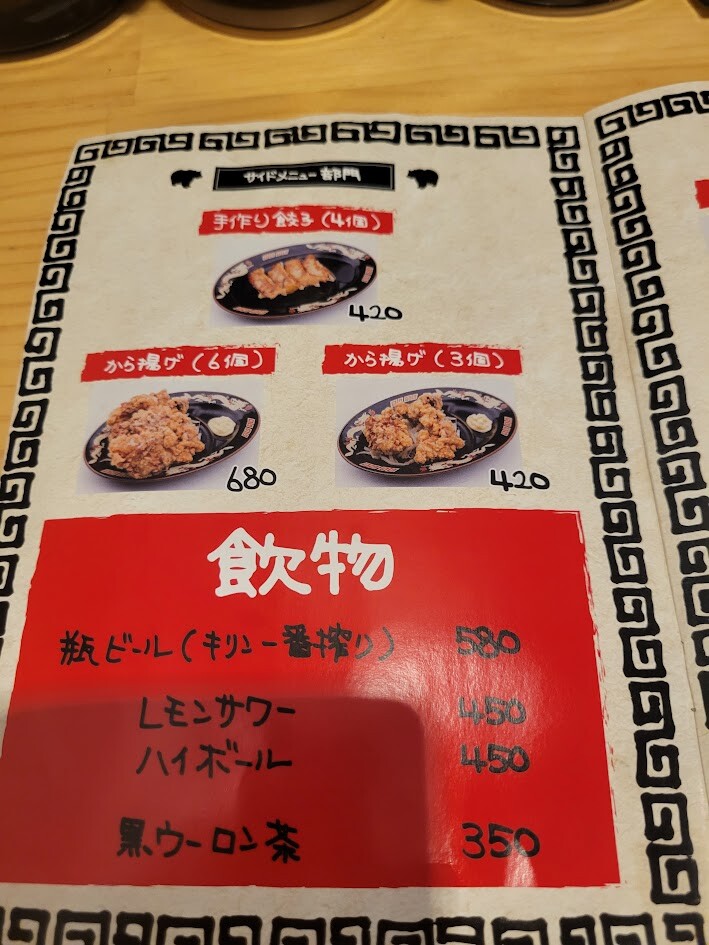 サイドメニュー 部門
手作り餃子(4個)
420
から揚げ(6個)
680
から揚げ(3個)
420
飲物
瓶ビール(キリン一番搾り) 580
レモンサワー 450
ハイボール 450
黒ウーロン茶 350